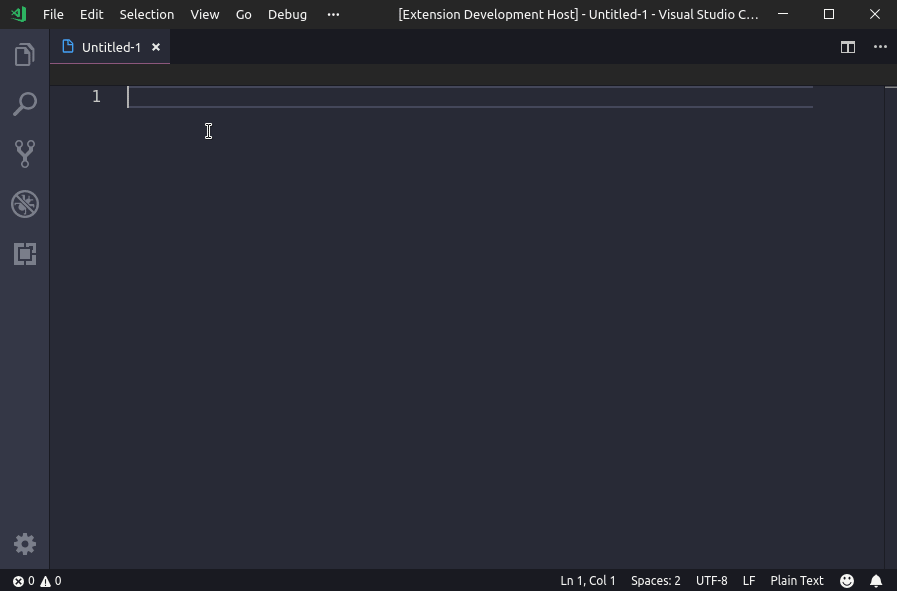 File Edit Selection View Go Debug ··· [Extension Development Host] - Untitled-1 - Visual Studio C...
Untitled-1
1
0 0 Ln 1, Col 1 Spaces: 2 UTF-8 LF Plain Text